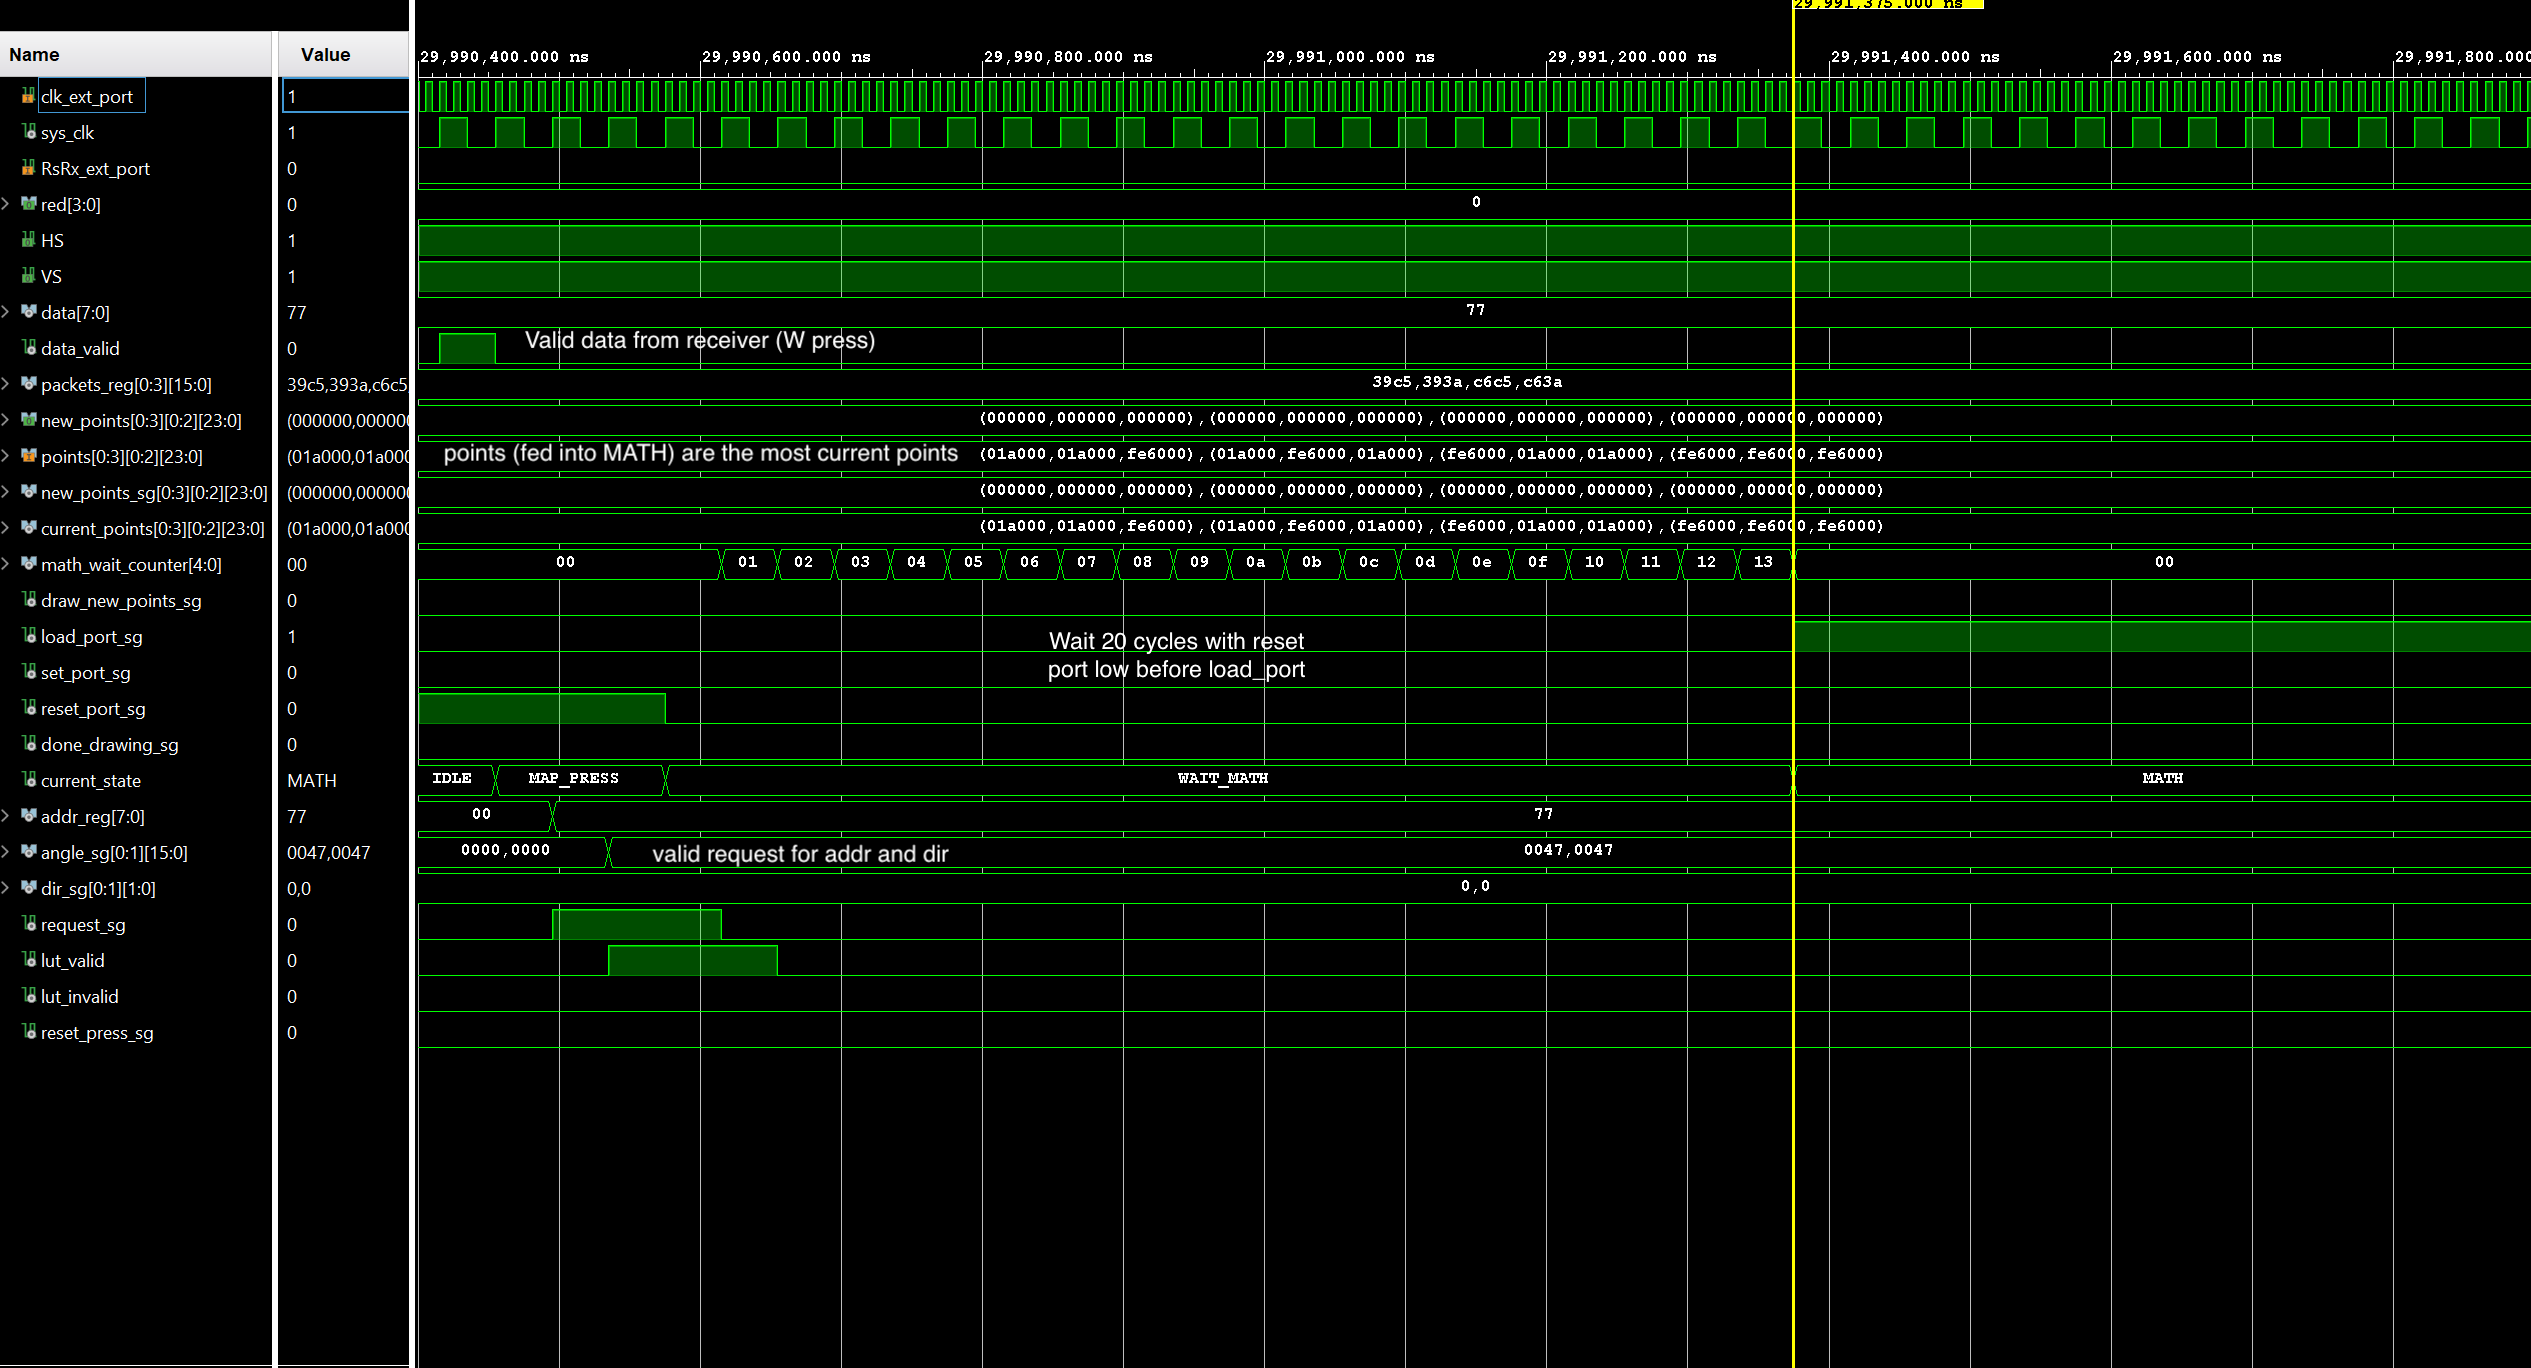 29,991,375.000 ns
Name Value
29,990,400.000 ns 29,990,600.000 ns 29,990,800.000 ns 29,991,000.000 ns 29,991,200.000 ns 29,991,400.000 ns 29,991,600.000 ns 29,991,800.000
clk_ext_port 1
sys_clk 1
RsRx_ext_port 0
red[3:0] 0 0
HS 1
VS 1
data[7:0] 77 77
data_valid 0 Valid data from receiver (W press)
packets_reg[0:3][15:0] 39c5,393a,c6c5, 39c5,393a,c6c5,c63a
new_points[0:3][0:2][23:0] (000000,000000 (000000,000000,000000),(000000,000000,000000),(000000,000000,000000),(000000,000000,000000)
points[0:3][0:2][23:0] (01a000,01a000 points (fed into MATH) are the most current points (01a000,01a000,fe6000),(01a000,fe6000,01a000),(fe6000,01a000,01a000),(fe6000,fe6000,fe6000)
new_points_sg[0:3][0:2][23:0] (000000,000000 (000000,000000,000000),(000000,000000,000000),(000000,000000,000000),(000000,000000,000000)
current_points[0:3][0:2][23:0] (01a000,01a000 (01a000,01a000,fe6000),(01a000,fe6000,01a000),(fe6000,01a000,01a000),(fe6000,fe6000,fe6000)
math_wait_counter[4:0] 00 00 01 02 03 04 05 06 07 08 09 0a 0b 0c 0d 0e 0f 10 11 12 13 00
draw_new_points_sg 0
load_port_sg 1 Wait 20 cycles with reset
set_port_sg 0 port low before load_port
reset_port_sg 0
done_drawing_sg 0
current_state MATH IDLE MAP_PRESS WAIT_MATH MATH
addr_reg[7:0] 77 00 77
angle_sg[0:1][15:0] 0047,0047 0000,0000 valid request for addr and dir 0047,0047
dir_sg[0:1][1:0] 0,0 0,0
request_sg 0
lut_valid 0
lut_invalid 0
reset_press_sg 0